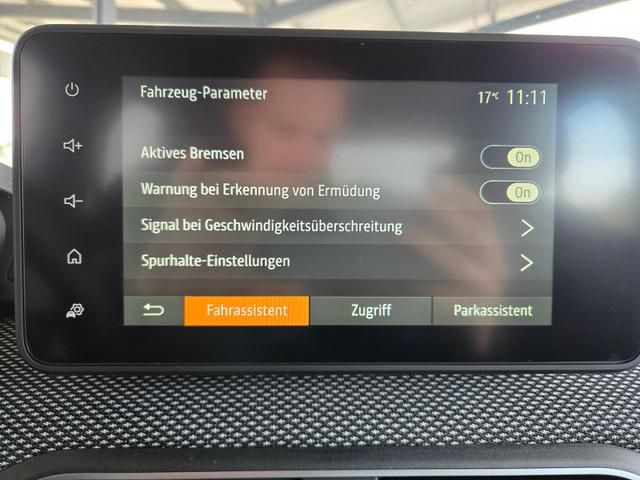 Fahrzeug-Parameter
17°C 11:11
Aktives Bremsen On
Warnung bei Erkennung von Ermüdung On
Signal bei Geschwindigkeitsüberschreitung
Spurhalte-Einstellungen
Fahrassistent Zugriff Parkassistent